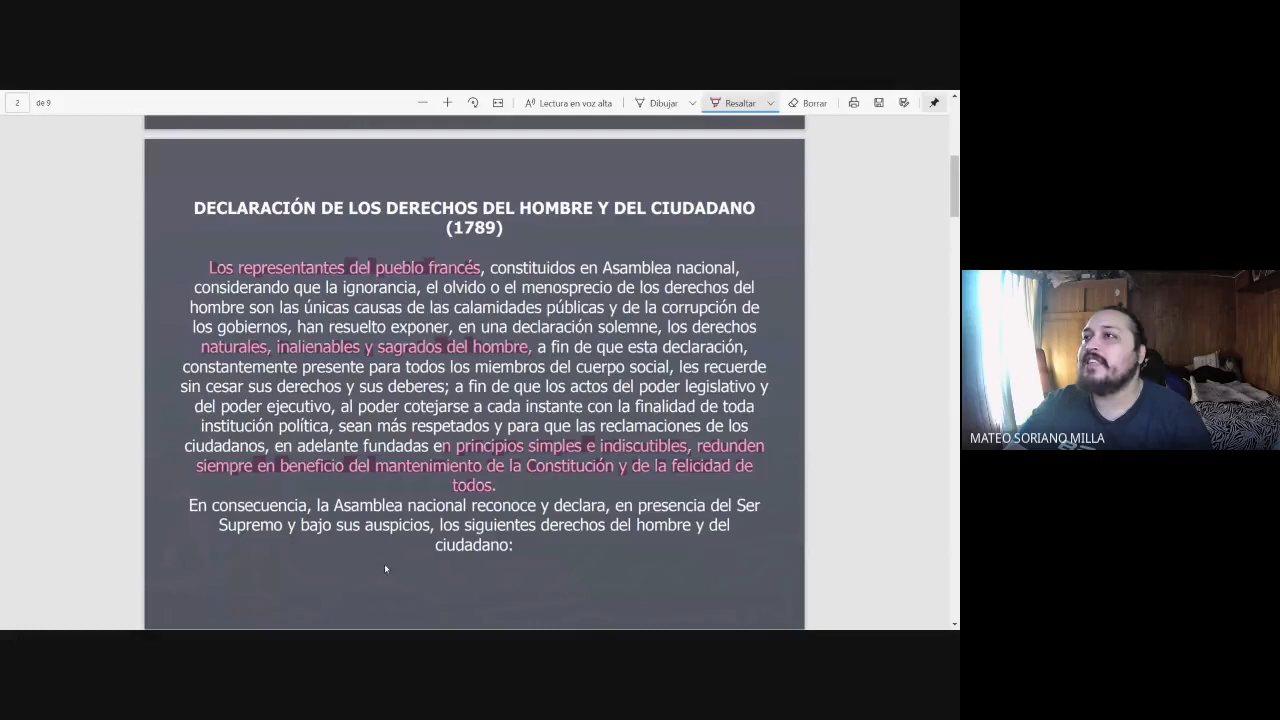 2 de 9 Lectura en voz alta Dibujar Resaltar Borrar
DECLARACIÓN DE LOS DERECHOS DEL HOMBRE Y DEL CIUDADANO
(1789)
Los representantes del pueblo francés, constituidos en Asamblea nacional,
considerando que la ignorancia, el olvido o el menosprecio de los derechos del
hombre son las únicas causas de las calamidades públicas y de la corrupción de
los gobiernos, han resuelto exponer, en una declaración solemne, los derechos
naturales, inalienables y sagrados del hombre, a fin de que esta declaración,
constantemente presente para todos los miembros del cuerpo social, les recuerde
sin cesar sus derechos y sus deberes; a fin de que los actos del poder legislativo y
del poder ejecutivo, al poder cotejarse a cada instante con la finalidad de toda
institución política, sean más respetados y para que las reclamaciones de los
ciudadanos, en adelante fundadas en principios simples e indiscutibles, redunden
siempre en beneficio del mantenimiento de la Constitución y de la felicidad de
todos.
En consecuencia, la Asamblea nacional reconoce y declara, en presencia del Ser
Supremo y bajo sus auspicios, los siguientes derechos del hombre y del
ciudadano:
MATEO SORIANO MILLA